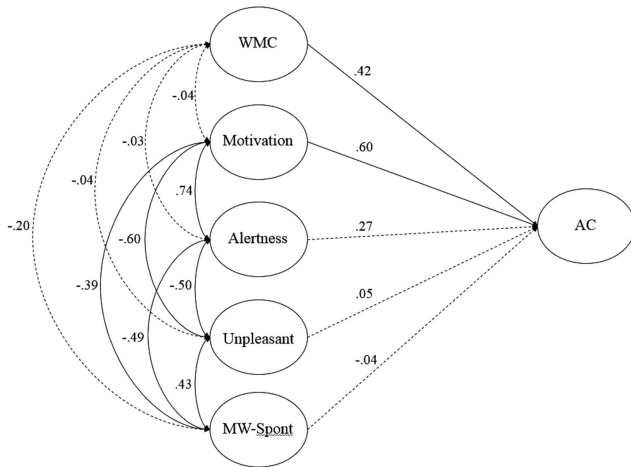 WMC
.42
-.04
-.03
Motivation
.60
-.04
.74
-.20
AC
-.60
Alertness
.27
-.39
-.50
.05
-.49
Unpleasant
-.04
.43
MW-Spont